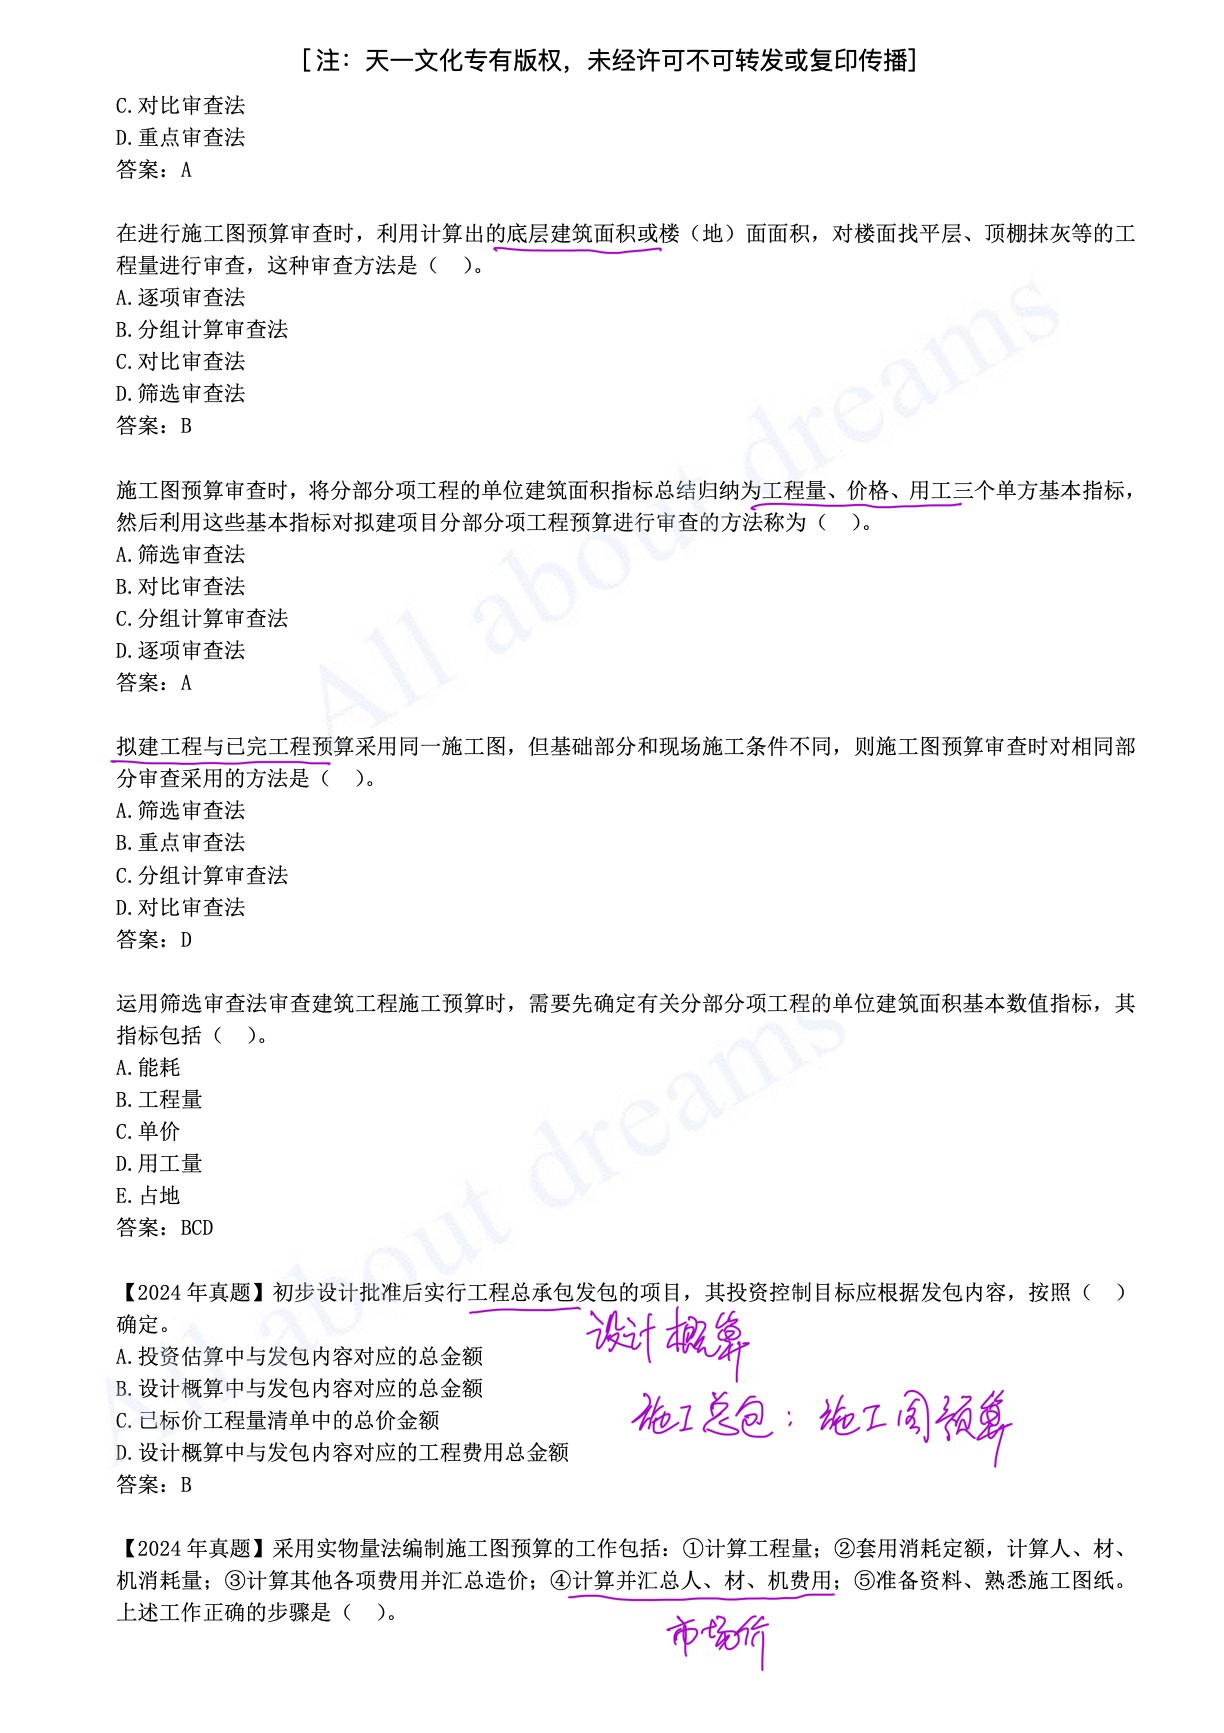 [注：天一文化专有版权，未经许可不可转发或复印传播]
C.对比审查法
D.重点审查法
答案：A
在进行施工图预算审查时，利用计算出的底层建筑面积或楼（地）面面积，对楼面找平层、顶棚抹灰等的工
程量进行审查，这种审查方法是（ ）。
A.逐项审查法
B.分组计算审查法
C.对比审查法
D.筛选审查法
答案：B
施工图预算审查时，将分部分项工程的单位建筑面积指标总结归纳为工程量、价格、用工三个单方基本指标，
然后利用这些基本指标对拟建项目分部分项工程预算进行审查的方法称为（ ）。
A.筛选审查法
B.对比审查法
C.分组计算审查法
D.逐项审查法
答案：A
拟建工程与已完工程预算采用同一施工图，但基础部分和现场施工条件不同，则施工图预算审查时对相同部
分审查采用的方法是（ ）。
A.筛选审查法
B.重点审查法
C.分组计算审查法
D.对比审查法
答案：D
运用筛选审查法审查建筑工程施工预算时，需要先确定有关分部分项工程的单位建筑面积基本数值指标，其
指标包括（ ）。
A.能耗
B.工程量
C.单价
D.用工量
E.占地
答案：BCD
【2024年真题】初步设计批准后实行工程总承包发包的项目，其投资控制目标应根据发包内容，按照（ ）
确定。
设计概算
A.投资估算中与发包内容对应的总金额
B.设计概算中与发包内容对应的总金额
C.已标价工程量清单中的总价金额
施工总包：施工图预算
D.设计概算中与发包内容对应的工程费用总金额
答案：B
【2024年真题】采用实物量法编制施工图预算的工作包括：①计算工程量；②套用消耗定额，计算人、材、
机消耗量；③计算其他各项费用并汇总造价；④计算并汇总人、材、机费用；⑤准备资料、熟悉施工图纸。
上述工作正确的步骤是（ ）。
市场价
All about dreams
All about dreams